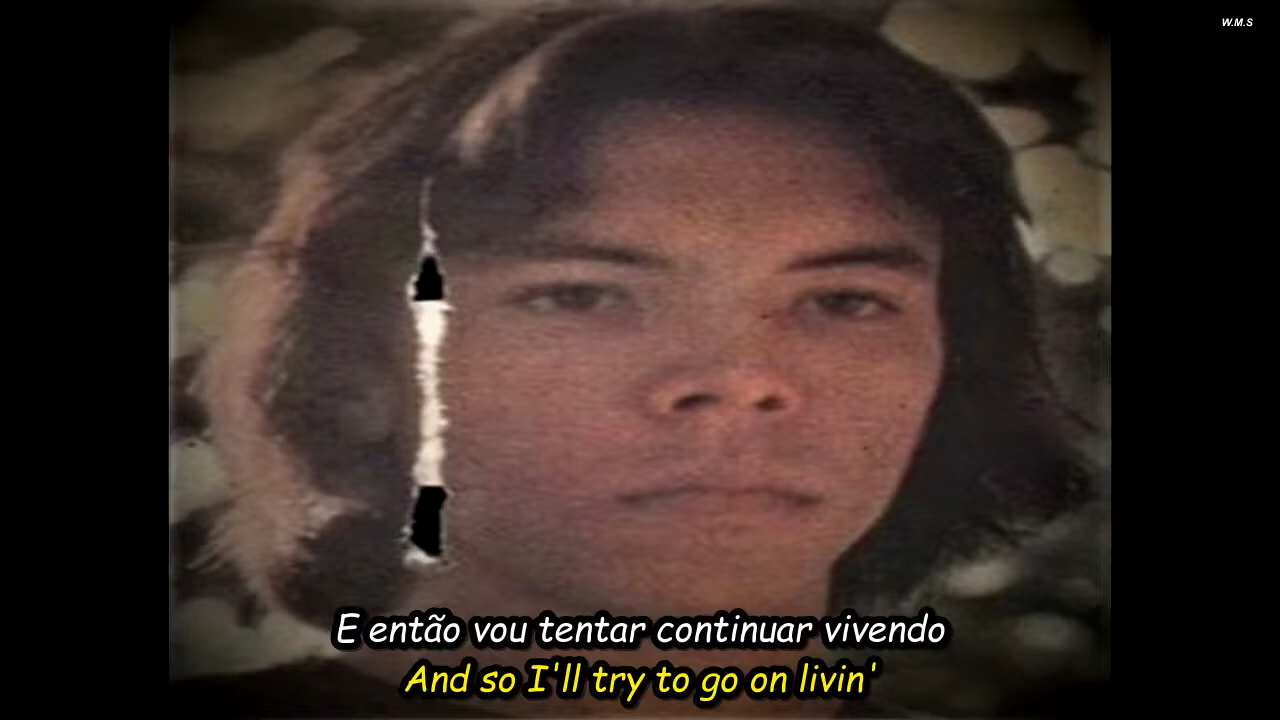 W.M.S
E então vou tentar continuar vivendo
And so I'll try to go on livin'